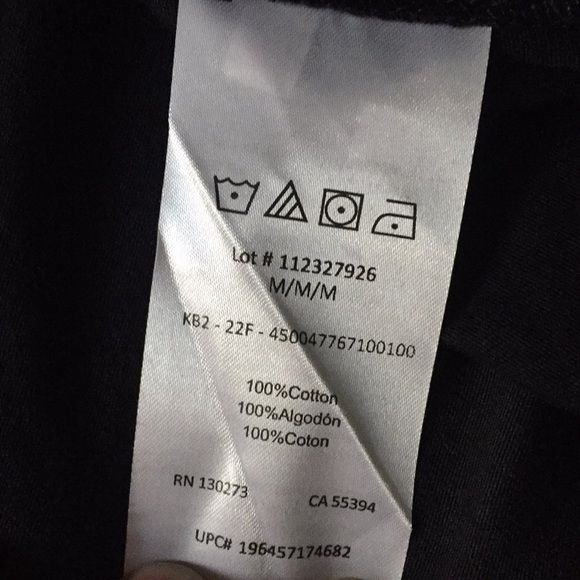 Lot # 112327926
M/M/M
KB2 - 22F - 450047767100100
100%Cotton
100%Algodón
100%Coton
RN 130273
CA 55394
UPC# 196457174682